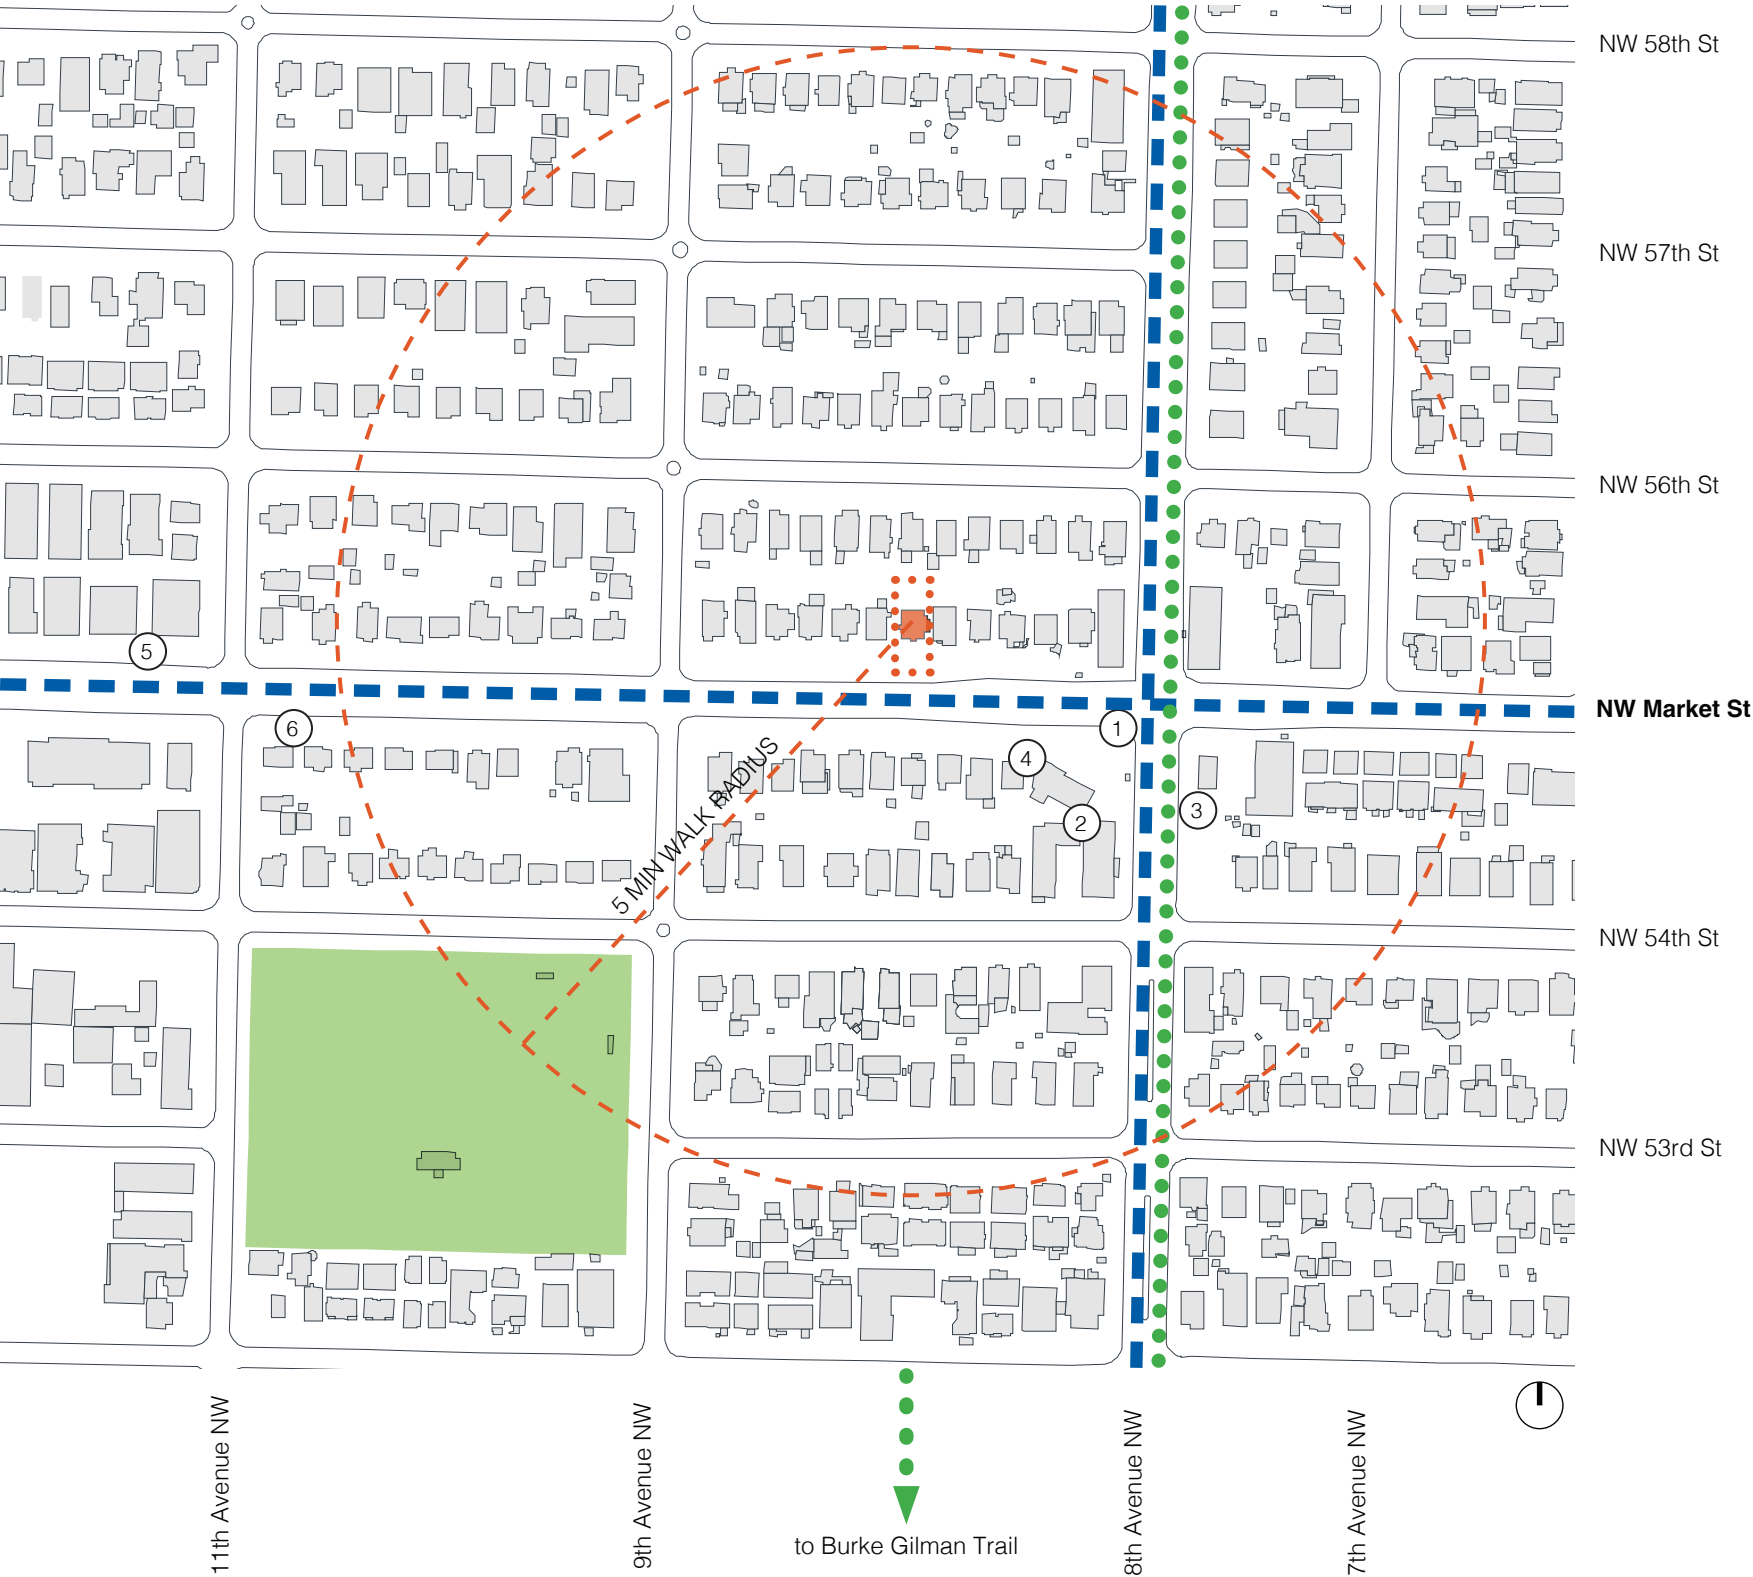 NW 58th St
NW 57th St
NW 56th St
5
NW Market St
6
1
4
5 MIN WALK RADIUS
3
2
NW 54th St
NW 53rd St
11th Avenue NW
9th Avenue NW
8th Avenue NW
7th Avenue NW
to Burke Gilman Trail